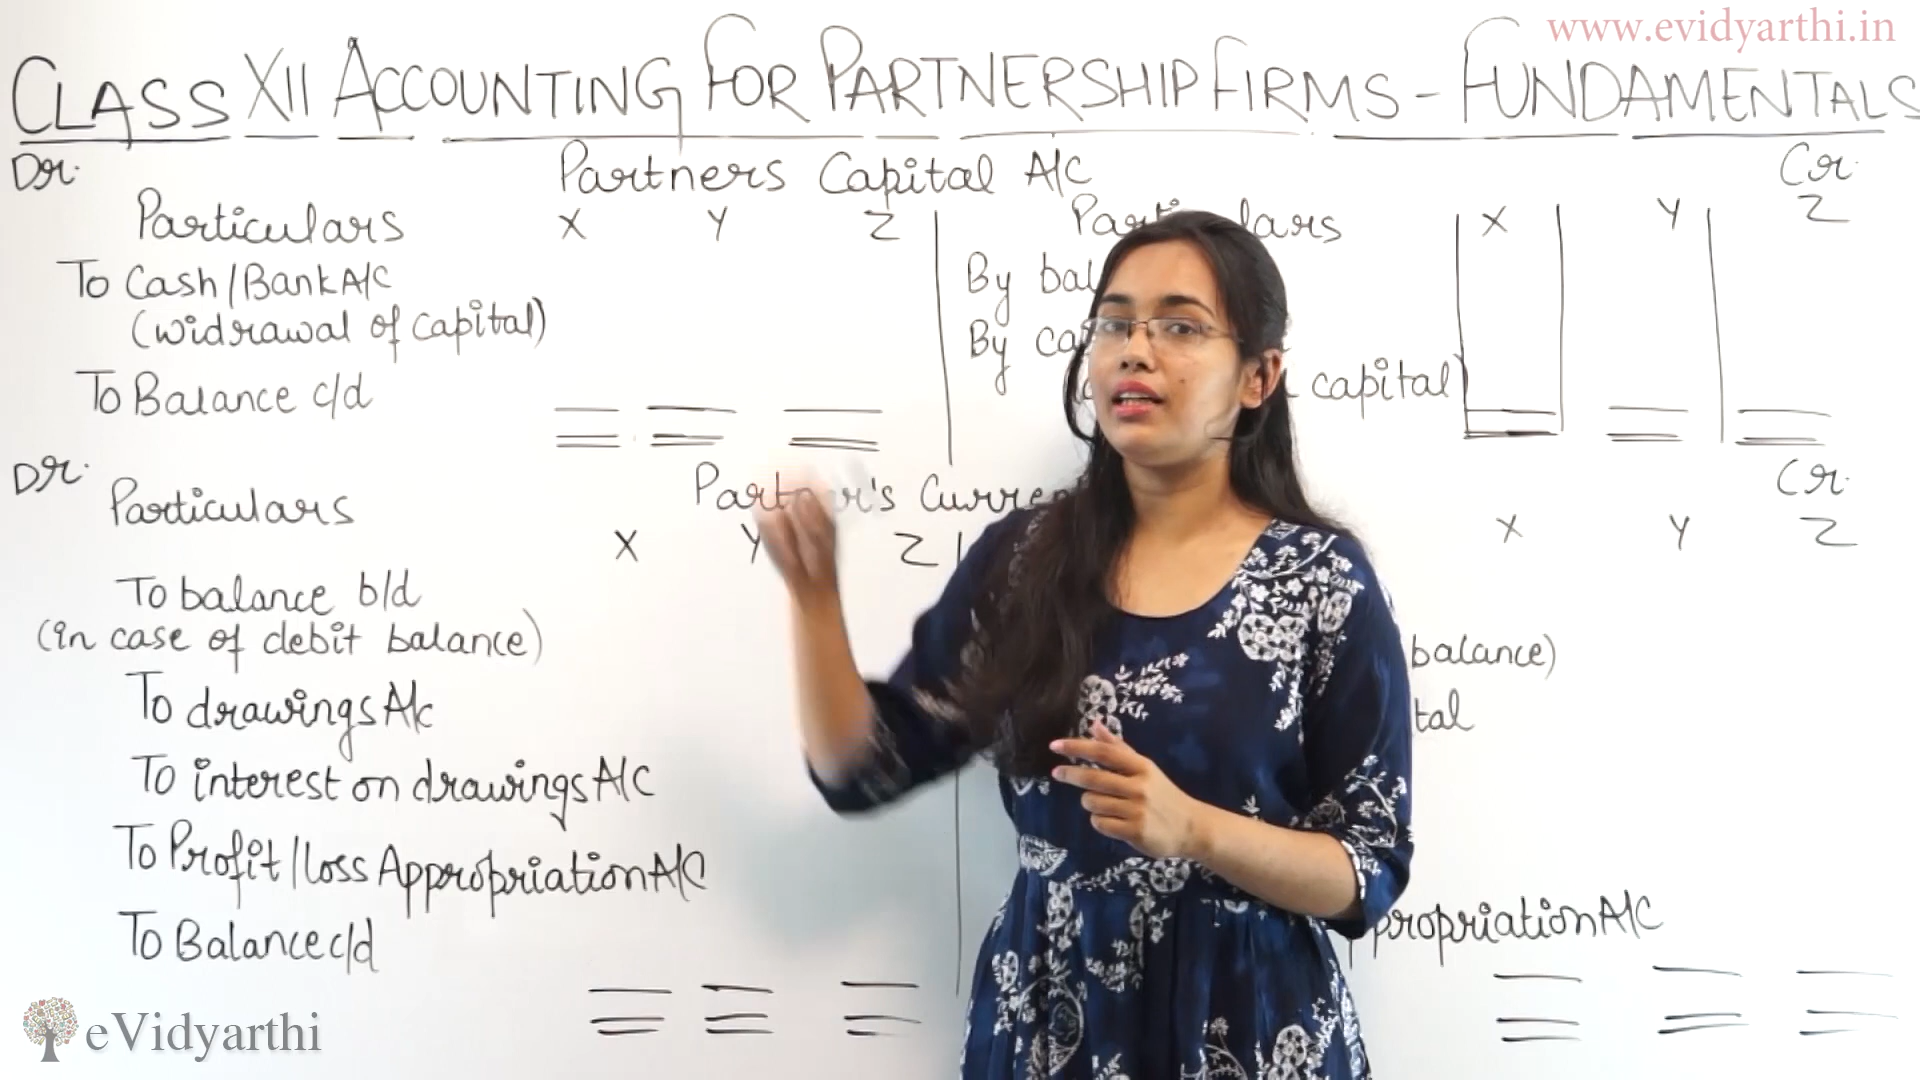 www.evidyarthi.in
CLASS XII ACCOUNTING FOR PARTNERSHIP FIRMS - FUNDAMENTALS
Dr. Partners Capital A/C Cr.
Particulars X Y Z X Y Z
To Cash/Bank A/C By
(widrawal of capital) By
To Balance c/d capital)
Dr. Partner's Cr.
Particulars
X Y Z X Y Z
To balance b/d
(in case of debit balance) balance)
To drawings A/c
To interest on drawings A/C
To Profit/loss Appropriation A/C
To Balance c/d A/C
eVidyarthi